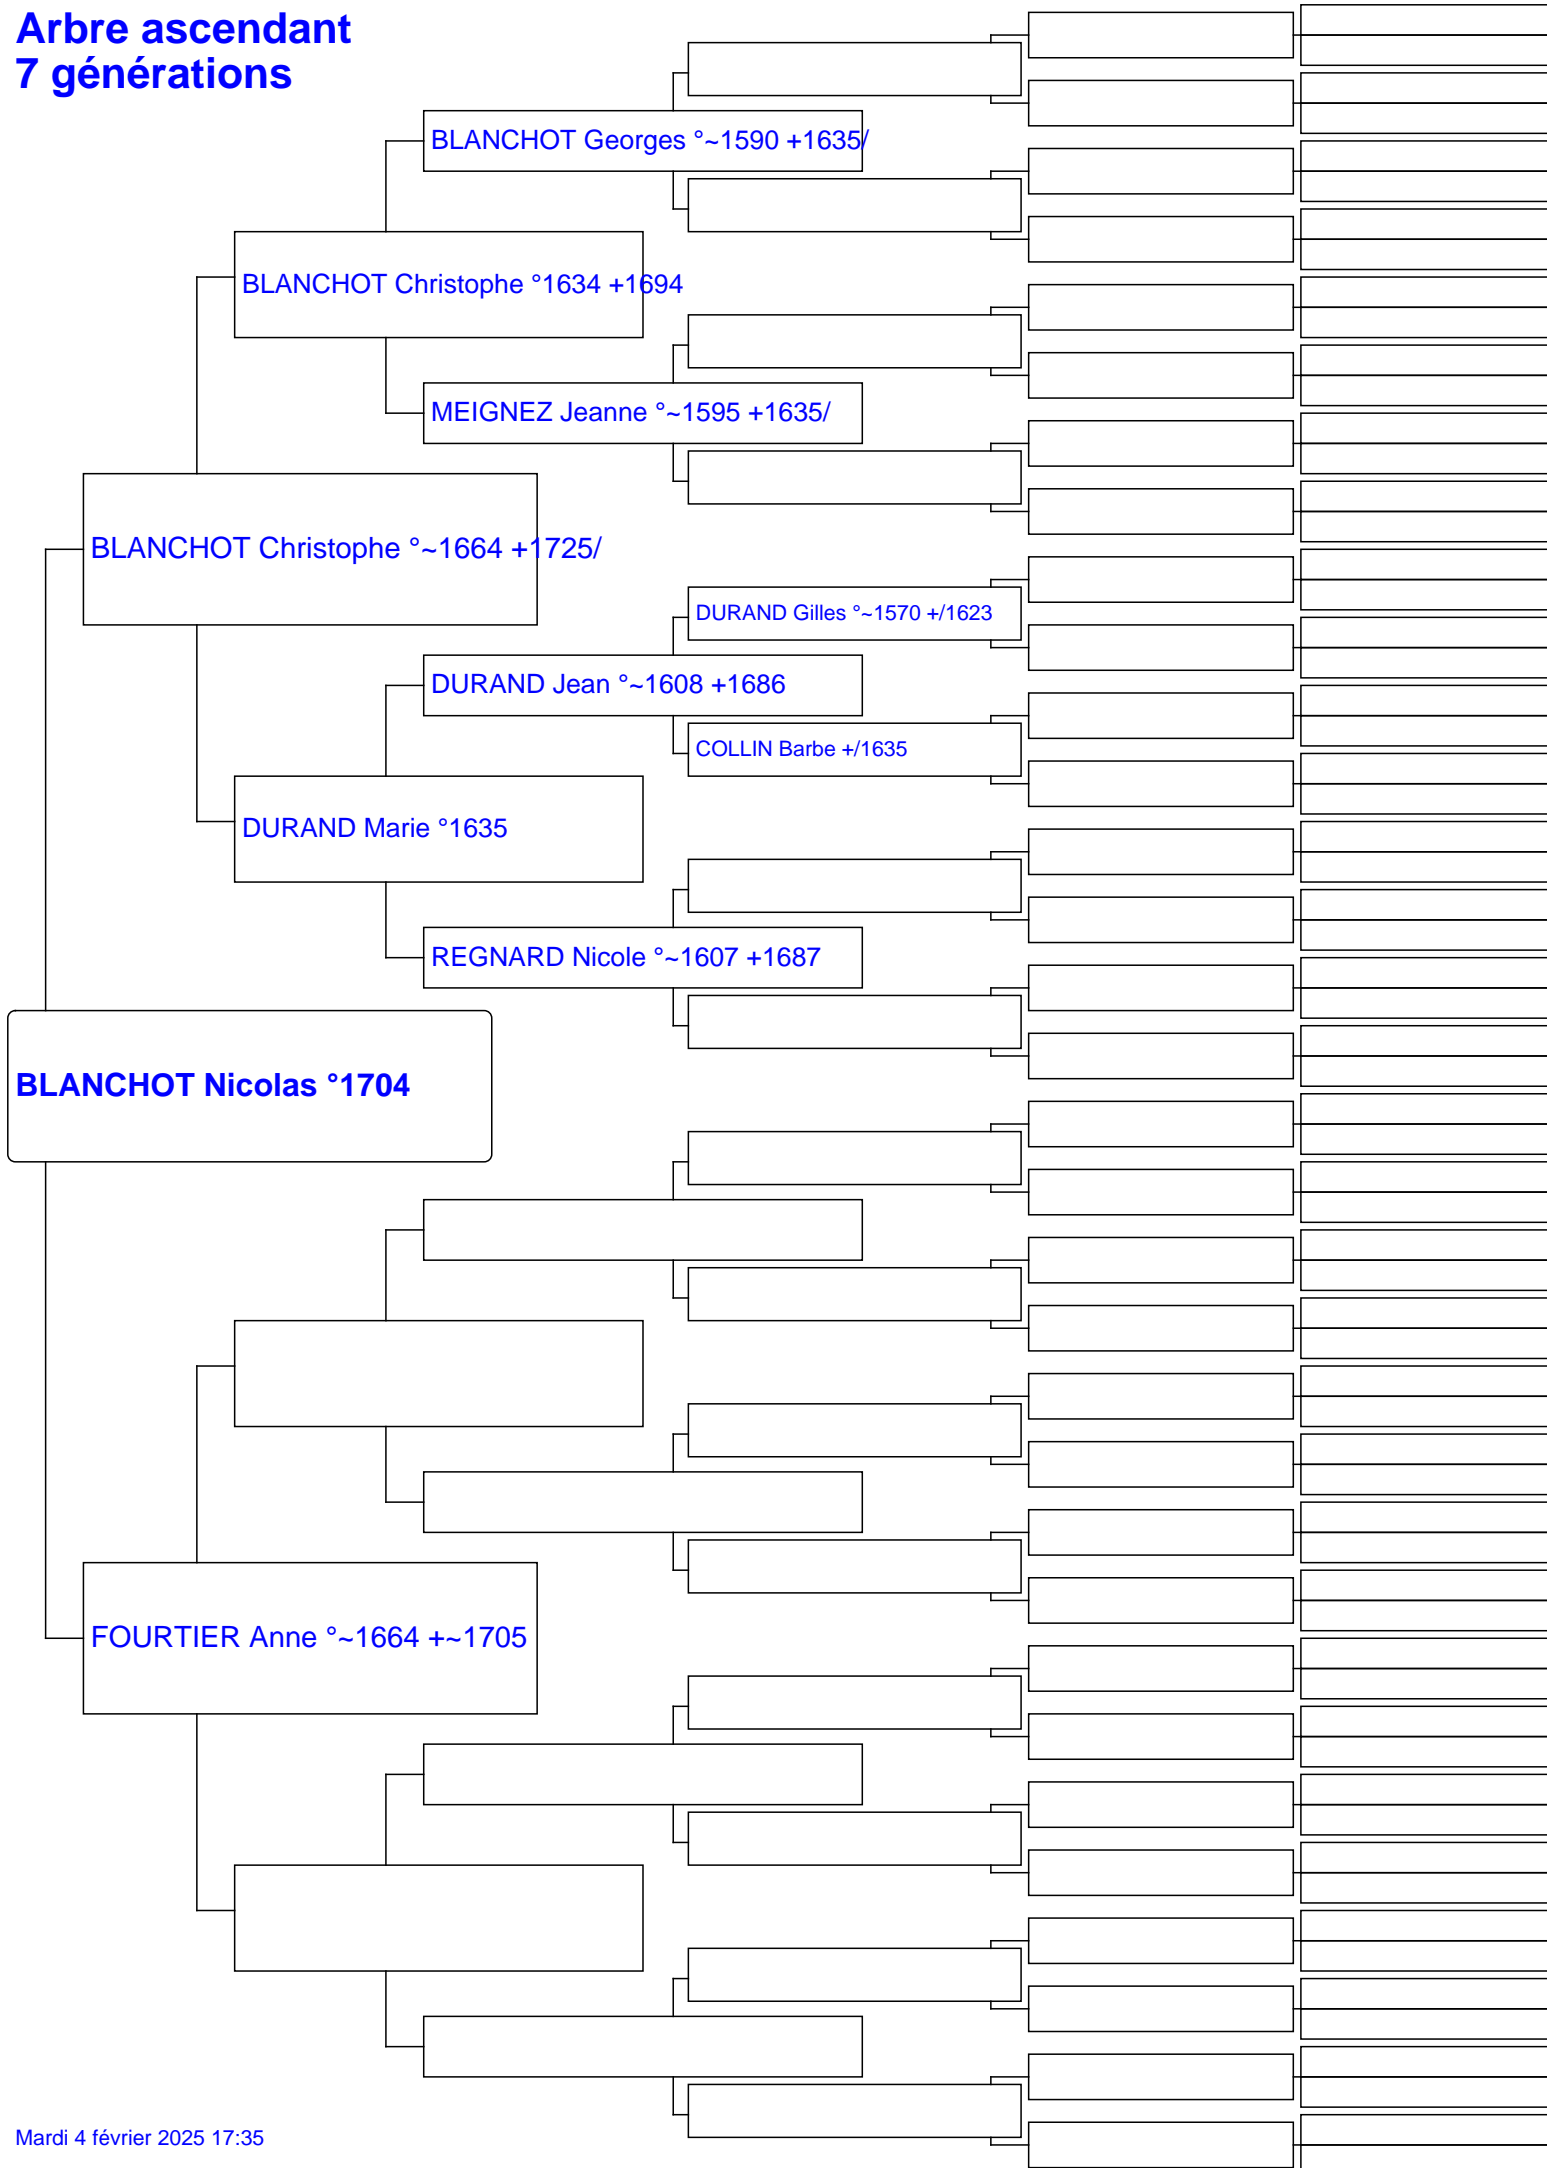 Arbre ascendant
7 générations
BLANCHOT Georges °~1590 +1635/
BLANCHOT Christophe °1634 +1694
MEIGNEZ Jeanne °~1595 +1635/
BLANCHOT Christophe °~1664 +1725/
DURAND Gilles °~1570 +/1623
DURAND Jean °~1608 +1686
COLLIN Barbe +/1635
DURAND Marie °1635
REGNARD Nicole °~1607 +1687
BLANCHOT Nicolas °1704
FOURTIER Anne °~1664 +~1705
Mardi 4 février 2025 17:35